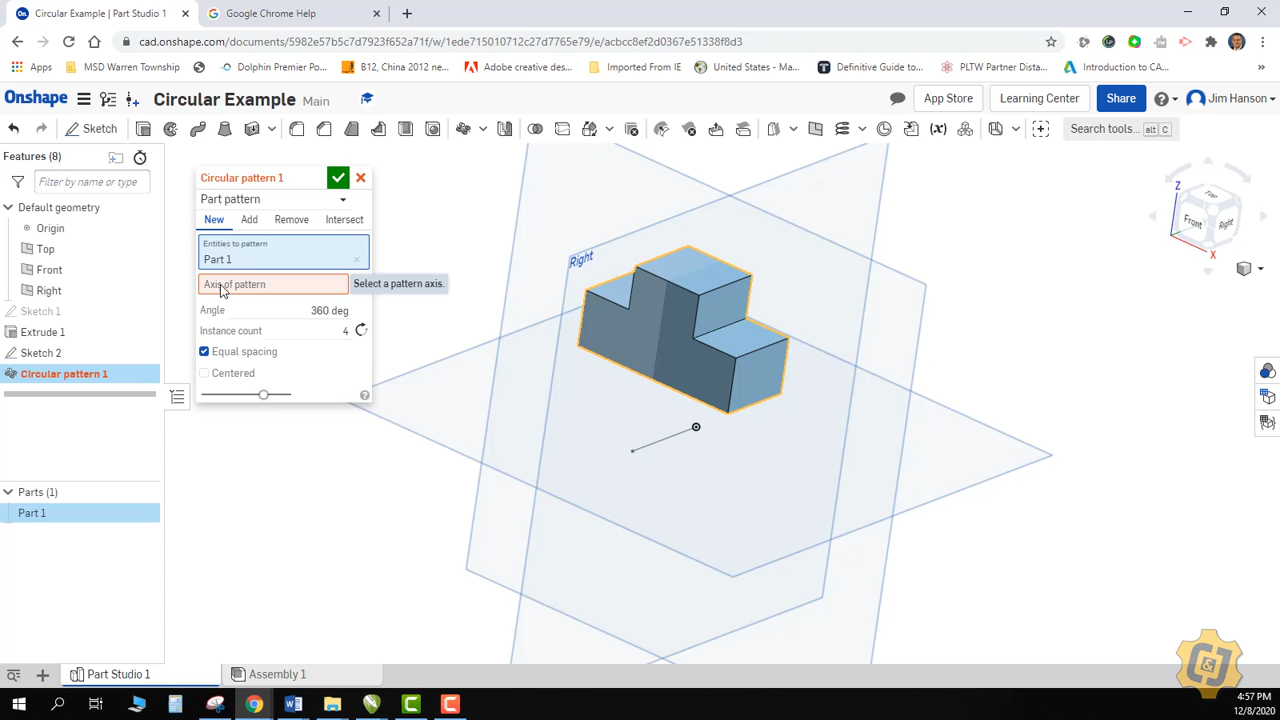 Circular Example | Part Studio 1
Google Chrome Help
cad.onshape.com/documents/5982e57b5c7d7923f652a71f/w/1ede715010712c27d7765e79/e/acbcc8ef2d0367e51338f8d3
Apps
MSD Warren Township
Dolphin Premier Po...
B12, China 2012 ne...
Adobe creative des...
Imported From IE
United States - Ma...
Definitive Guide to...
PLTW Partner Dista...
Introduction to CA...
Onshape
Circular Example Main
App Store
Learning Center
Share
Jim Hanson
Sketch
Search tools... alt C
Features (8)
Filter by name or type
Default geometry
Origin
Top
Front
Right
Sketch 1
Extrude 1
Sketch 2
Circular pattern 1
Parts (1)
Part 1
Circular pattern 1
Part pattern
New Add Remove Intersect
Entities to pattern
Part 1
Axis of pattern
Select a pattern axis.
Angle 360 deg
Instance count 4
Equal spacing
Centered
Right
Z
Top
Front
Right
X
Part Studio 1
Assembly 1
4:57 PM
12/8/2020